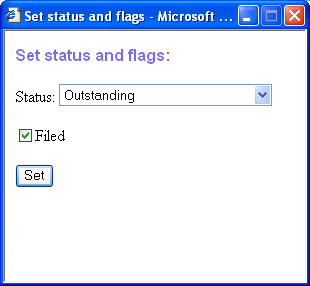 Set status and flags - Microsoft ...
Set status and flags:
Status: Outstanding
Filed
Set